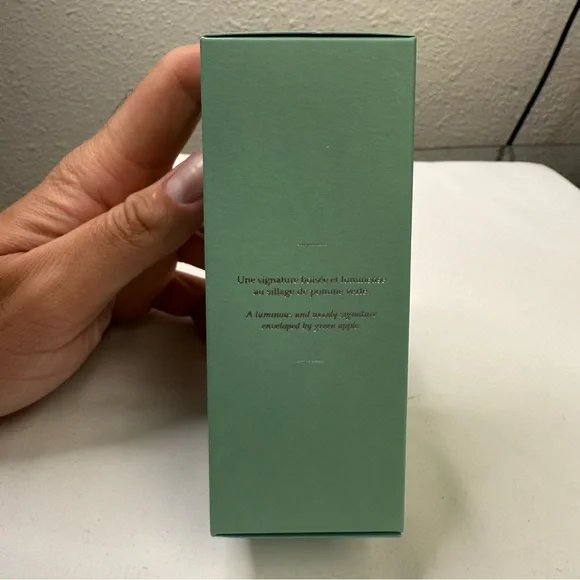 Une signature boisée et lumineuse
au sillage de pomme verte
A luminous and woody signature
enveloped by green apple